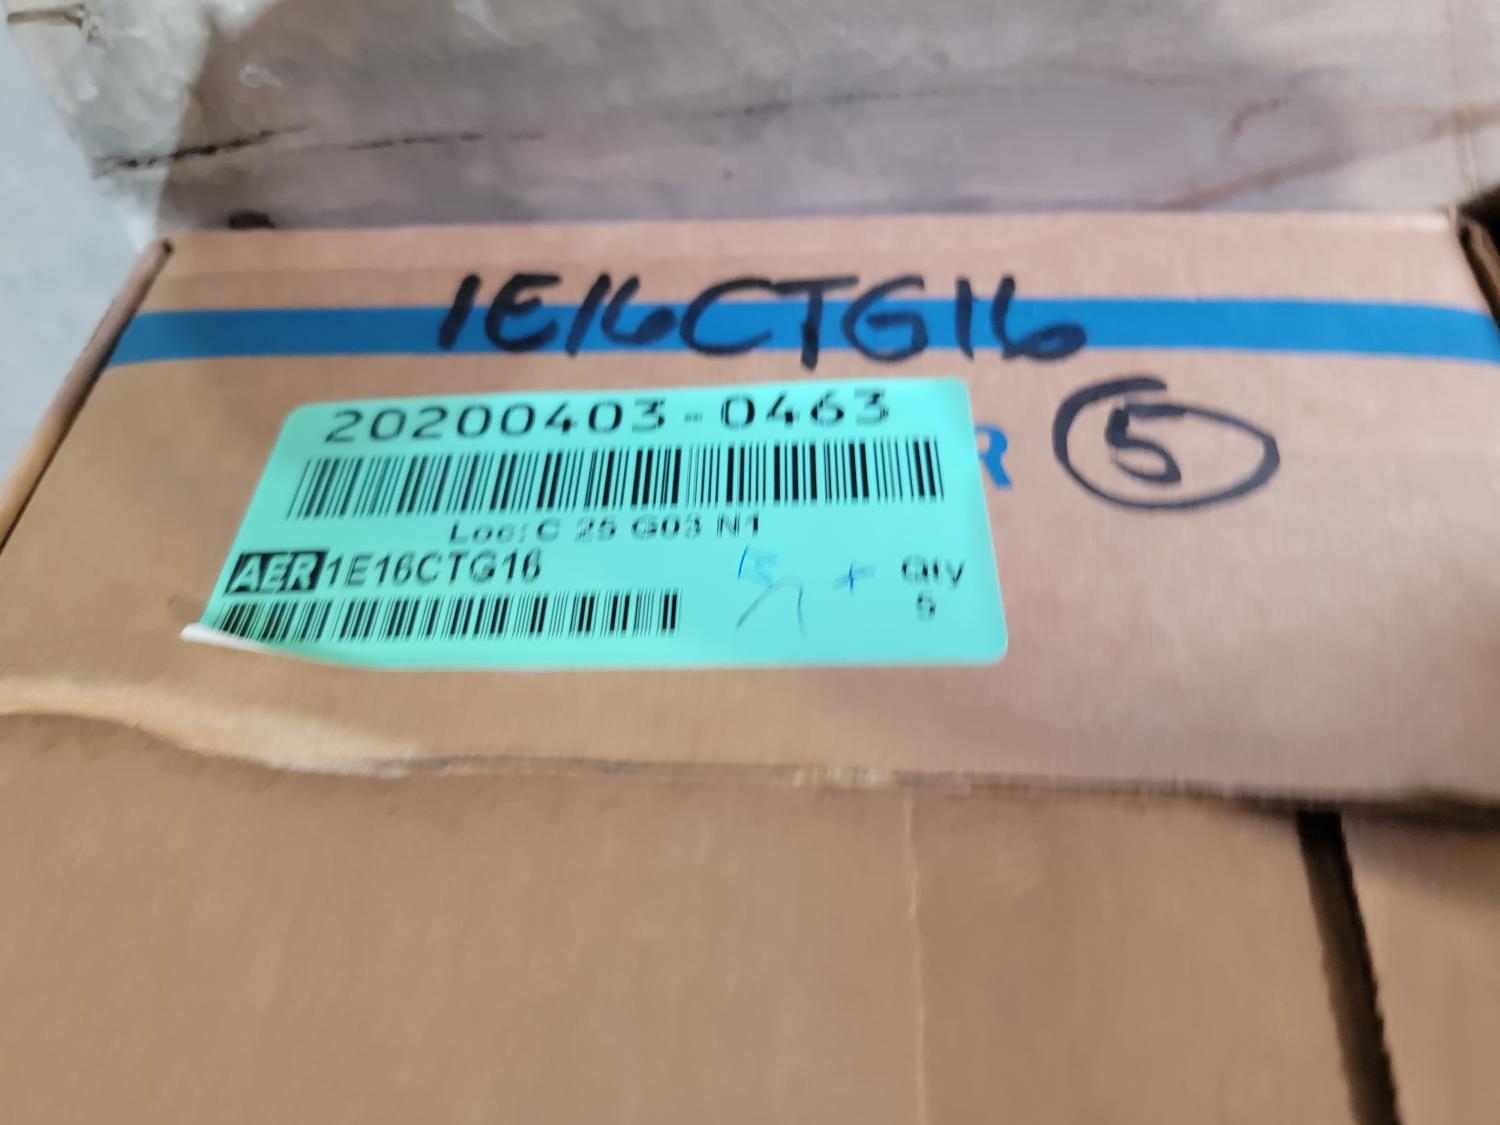 1E16CTG16
20200403-0463
R
5
Loc: C 25 G03 N1
AER 1E16CTG16
Qty
5